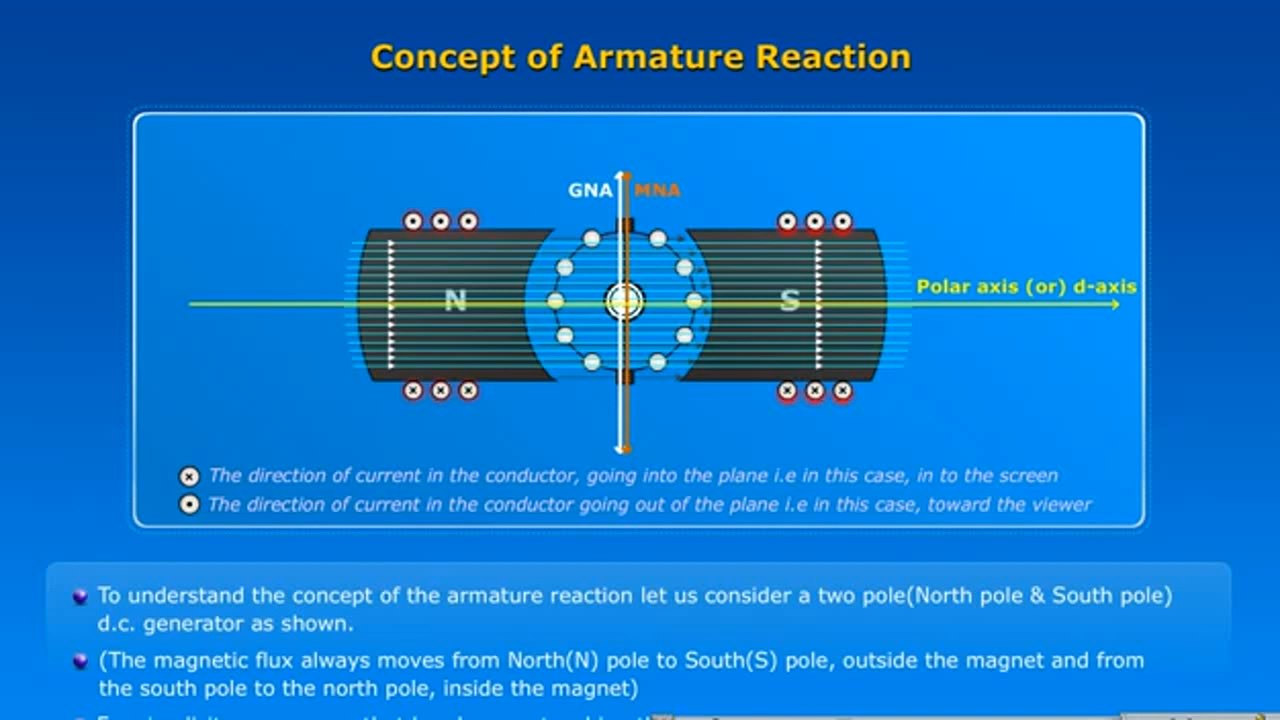 Concept of Armature Reaction
GNA MNA
N S
Polar axis (or) d-axis
The direction of current in the conductor, going into the plane i.e in this case, in to the screen
The direction of current in the conductor going out of the plane i.e in this case, toward the viewer
To understand the concept of the armature reaction let us consider a two pole(North pole & South pole)
d.c. generator as shown.
(The magnetic flux always moves from North(N) pole to South(S) pole, outside the magnet and from
the south pole to the north pole, inside the magnet)